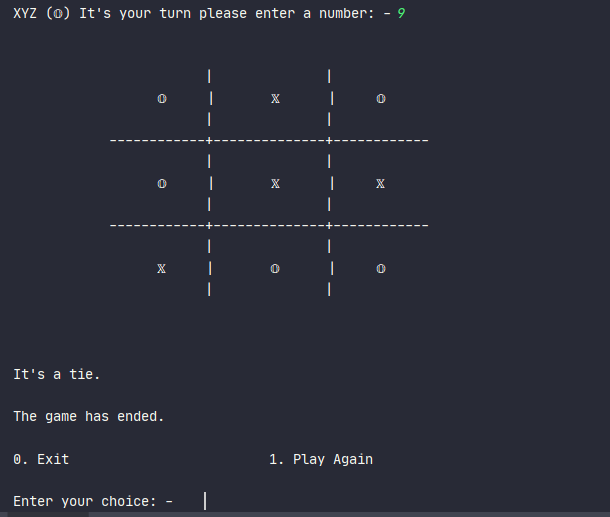 XYZ (𝕆) It's your turn please enter a number: - 9
| |
𝕆 | 𝕏 | 𝕆
| |
------------+--------------+------------
| |
𝕆 | 𝕏 | 𝕏
| |
------------+--------------+------------
| |
𝕏 | 𝕆 | 𝕆
| |
It's a tie.
The game has ended.
0. Exit 1. Play Again
Enter your choice: -